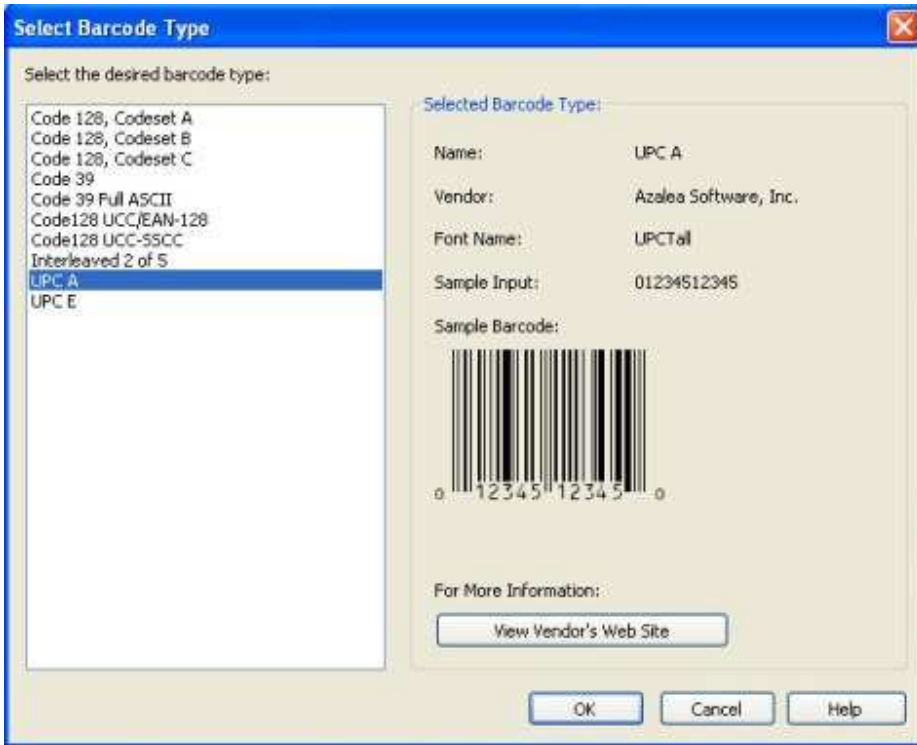 Select Barcode Type
Select the desired barcode type:
Code 128, Codeset A
Code 128, Codeset B
Code 128, Codeset C
Code 39
Code 39 Full ASCII
Code128 UCC/EAN-128
Code128 UCC-SSCC
Interleaved 2 of 5
UPC A
UPC E
Selected Barcode Type:
Name: UPC A
Vendor: Azalea Software, Inc.
Font Name: UPCTall
Sample Input: 01234512345
Sample Barcode:
0 12345 12345 0
For More Information:
View Vendor's Web Site
OK Cancel Help